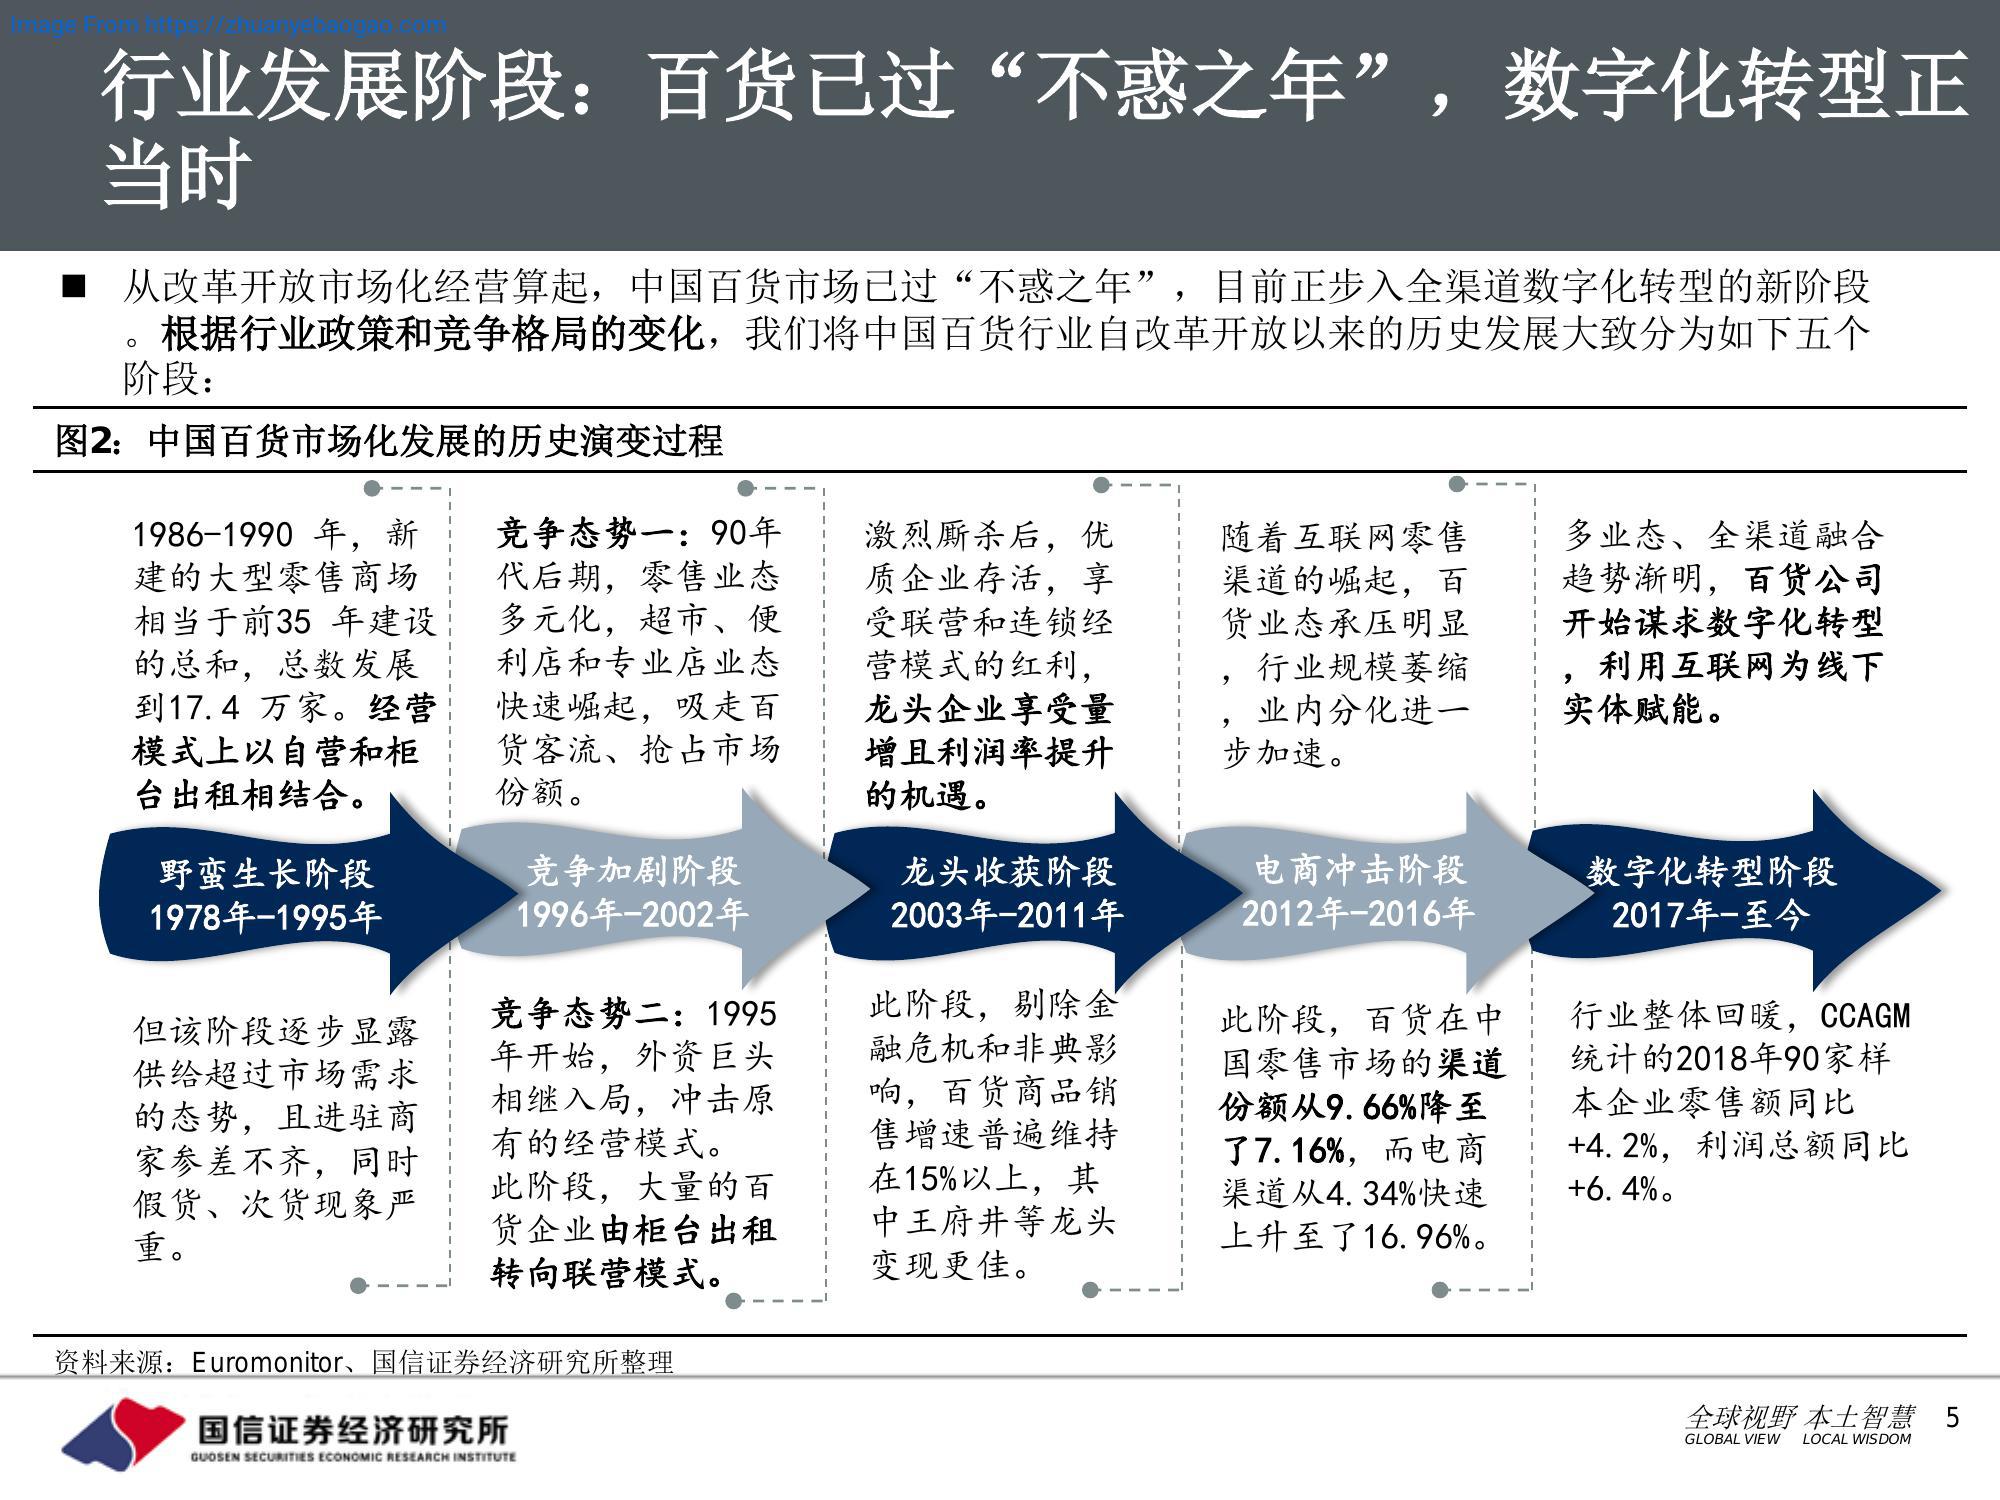 Image From https://zhuanyebaogao.com
行业发展阶段：百货已过“不惑之年”，数字化转型正
当时
■ 从改革开放市场化经营算起，中国百货市场已过“不惑之年”，目前正步入全渠道数字化转型的新阶段
。根据行业政策和竞争格局的变化，我们将中国百货行业自改革开放以来的历史发展大致分为如下五个
阶段：
图2：中国百货市场化发展的历史演变过程
1986-1990 年，新
建的大型零售商场
相当于前35 年建设
的总和，总数发展
到17.4 万家。经营
模式上以自营和柜
台出租相结合。
野蛮生长阶段
1978年-1995年
但该阶段逐步显露
供给超过市场需求
的态势，且进驻商
家参差不齐，同时
假货、次货现象严
重。
竞争态势一：90年
代后期，零售业态
多元化，超市、便
利店和专业店业态
快速崛起，吸走百
货客流、抢占市场
份额。
竞争加剧阶段
1996年-2002年
竞争态势二：1995
年开始，外资巨头
相继入局，冲击原
有的经营模式。
此阶段，大量的百
货企业由柜台出租
转向联营模式。
激烈厮杀后，优
质企业存活，享
受联营和连锁经
营模式的红利，
龙头企业享受量
增且利润率提升
的机遇。
龙头收获阶段
2003年-2011年
此阶段，剔除金
融危机和非典影
响，百货商品销
售增速普遍维持
在15%以上，其
中王府井等龙头
变现更佳。
随着互联网零售
渠道的崛起，百
货业态承压明显
，行业规模萎缩
，业内分化进一
步加速。
电商冲击阶段
2012年-2016年
此阶段，百货在中
国零售市场的渠道
份额从9.66%降至
了7.16%，而电商
渠道从4.34%快速
上升至了16.96%。
多业态、全渠道融合
趋势渐明，百货公司
开始谋求数字化转型
，利用互联网为线下
实体赋能。
数字化转型阶段
2017年-至今
行业整体回暖，CCAGM
统计的2018年90家样
本企业零售额同比
+4.2%，利润总额同比
+6.4%。
资料来源：Euromonitor、国信证券经济研究所整理
国信证券经济研究所
GUOSEN SECURITIES ECONOMIC RESEARCH INSTITUTE
全球视野 本土智慧
GLOBAL VIEW LOCAL WISDOM
5